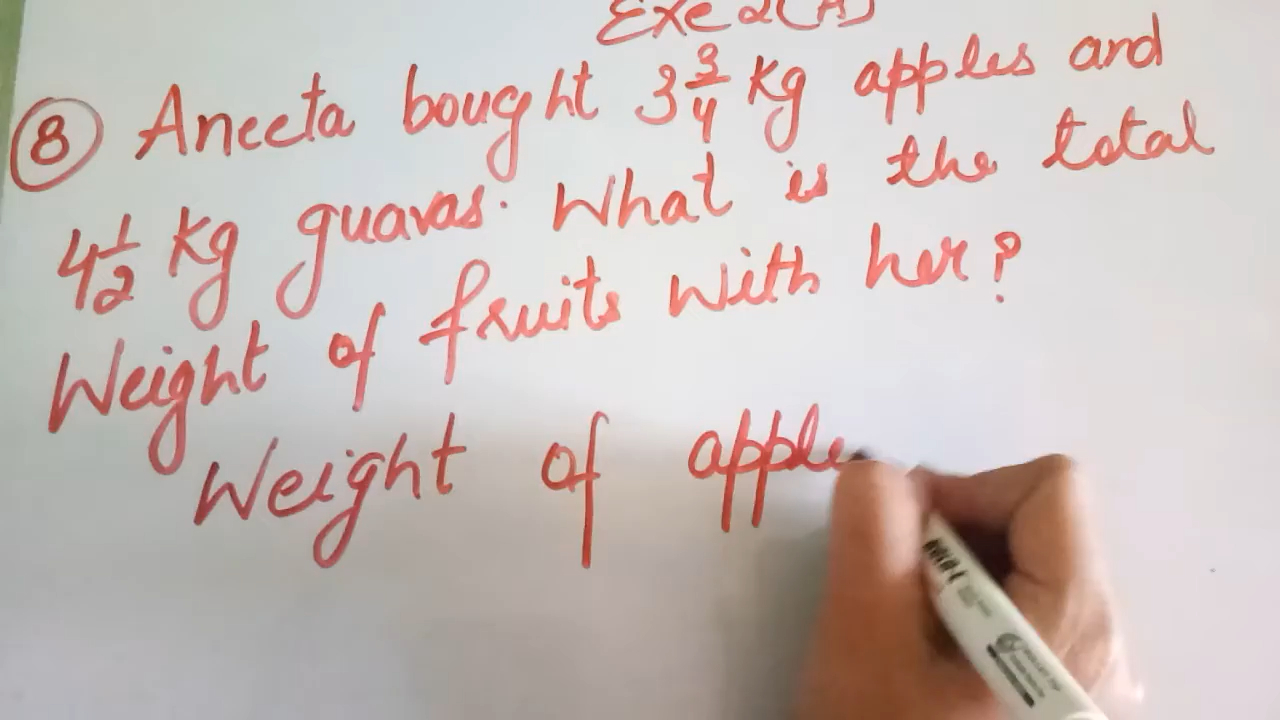 Exe 2(A)
8 Aneeta bought 3 3/4 Kg apples and
4 1/2 Kg guavas. What is the total
Weight of fruits with her?
Weight of apple